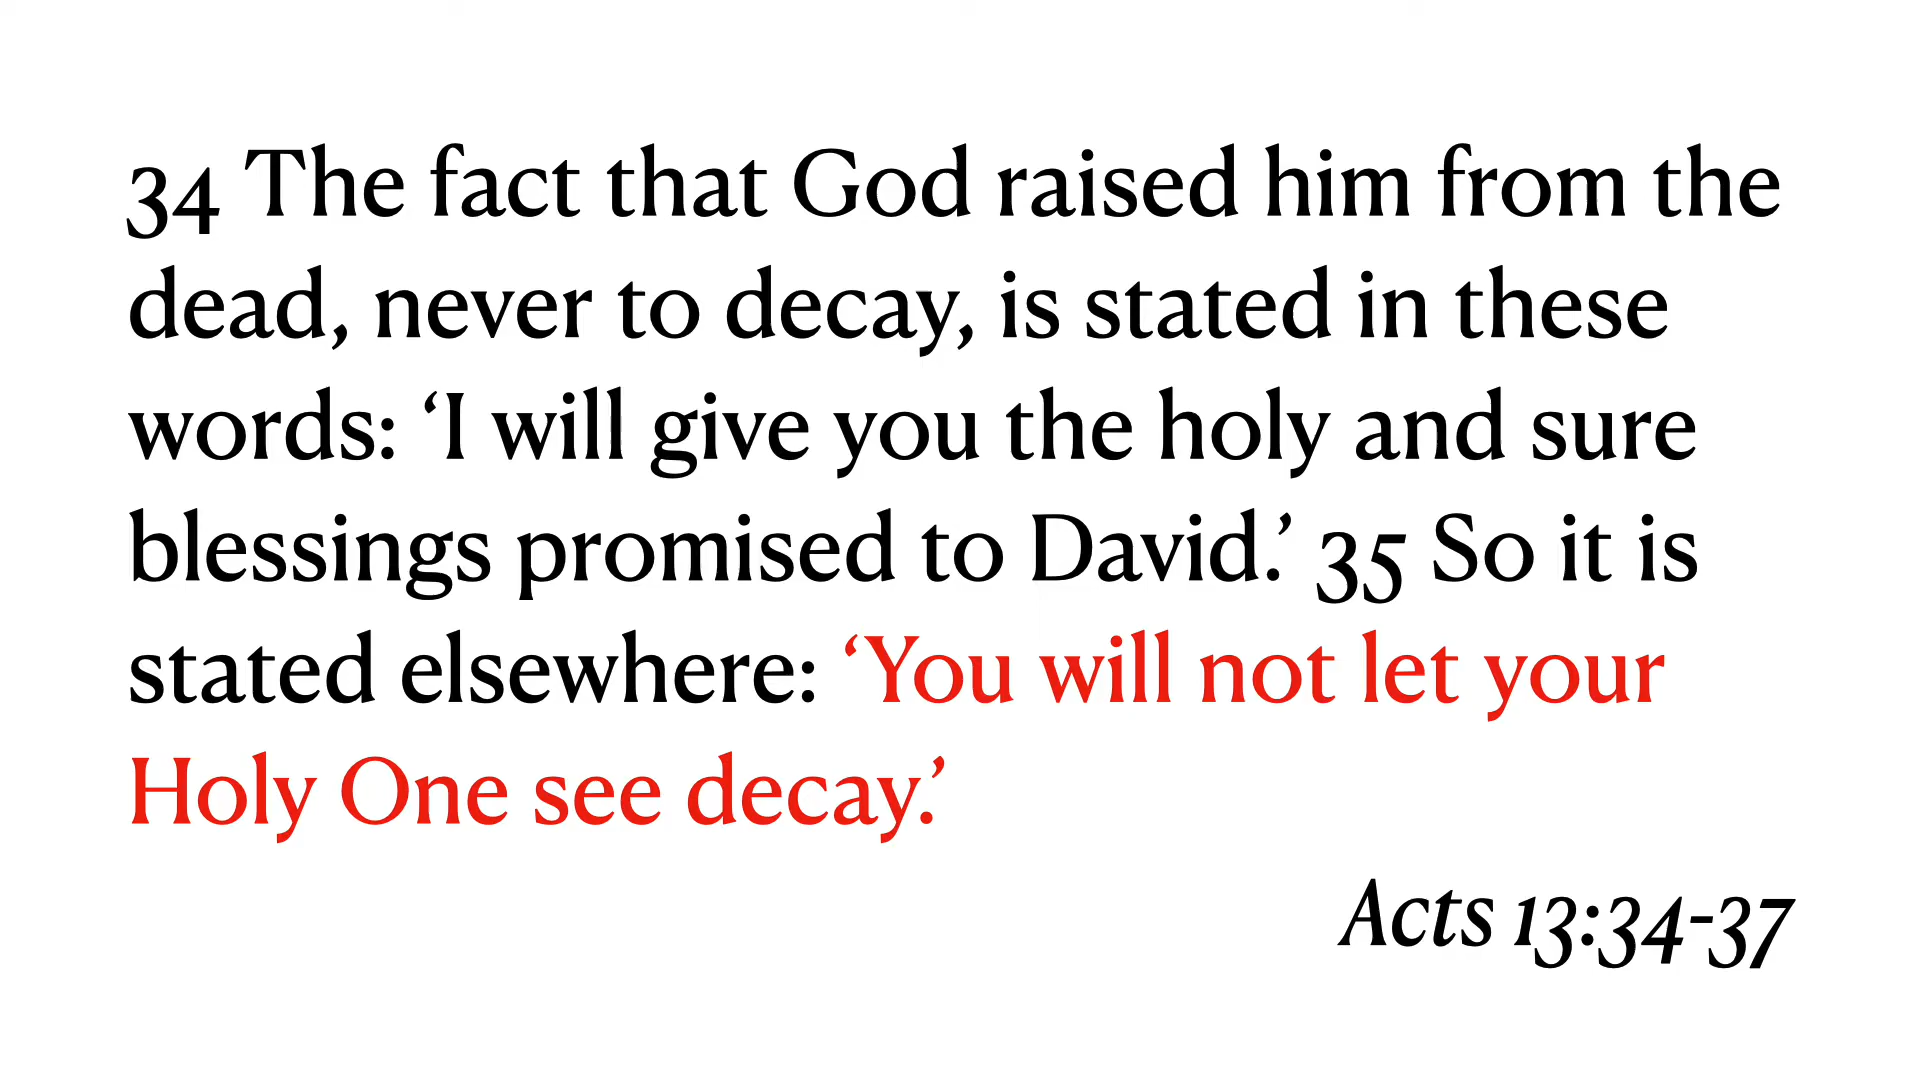 34 The fact that God raised him from the
dead, never to decay, is stated in these
words: ‘I will give you the holy and sure
blessings promised to David.’ 35 So it is
stated elsewhere: ‘You will not let your
Holy One see decay.’
Acts 13:34-37